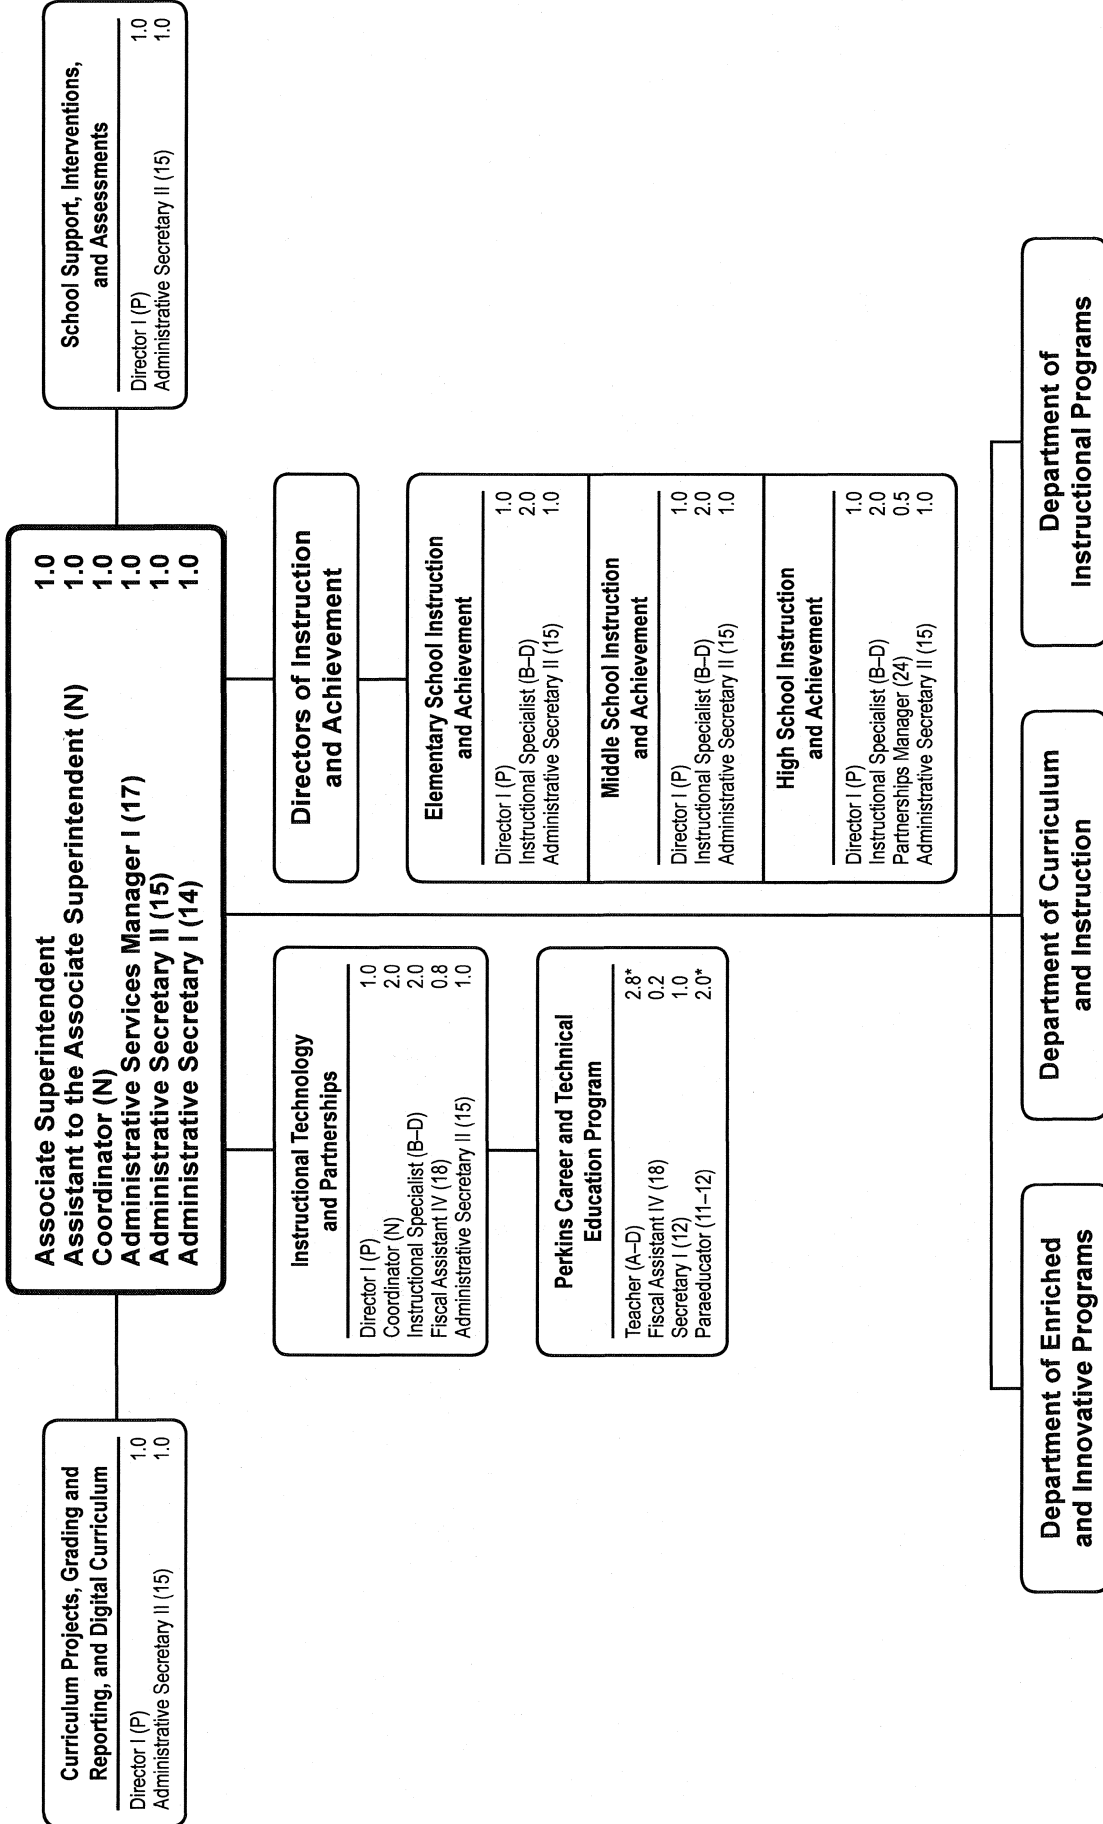 Associate Superintendent 1.0
Assistant to the Associate Superintendent (N) 1.0
Coordinator (N) 1.0
Administrative Services Manager I (17) 1.0
Administrative Secretary II (15) 1.0
Administrative Secretary I (14) 1.0
Curriculum Projects, Grading and
Reporting, and Digital Curriculum
Director I (P) 1.0
Administrative Secretary II (15) 1.0
School Support, Interventions,
and Assessments
Director I (P) 1.0
Administrative Secretary II (15) 1.0
Instructional Technology
and Partnerships
Director I (P) 1.0
Coordinator (N) 2.0
Instructional Specialist (B–D) 2.0
Fiscal Assistant IV (18) 0.8
Administrative Secretary II (15) 1.0
Perkins Career and Technical
Education Program
Teacher (A–D) 2.8*
Fiscal Assistant IV (18) 0.2
Secretary I (12) 1.0
Paraeducator (11–12) 2.0*
Directors of Instruction
and Achievement
Elementary School Instruction
and Achievement
Director I (P) 1.0
Instructional Specialist (B–D) 2.0
Administrative Secretary II (15) 1.0
Middle School Instruction
and Achievement
Director I (P) 1.0
Instructional Specialist (B–D) 2.0
Administrative Secretary II (15) 1.0
High School Instruction
and Achievement
Director I (P) 1.0
Instructional Specialist (B–D) 2.0
Partnerships Manager (24) 0.5
Administrative Secretary II (15) 1.0
Department of Enriched
and Innovative Programs
Department of Curriculum
and Instruction
Department of
Instructional Programs